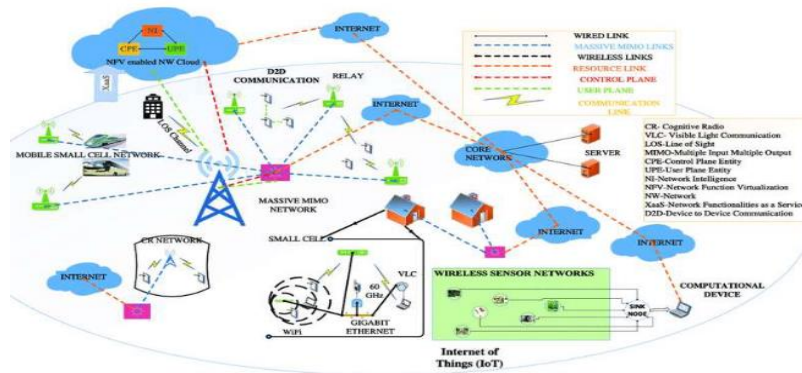 NI
CPE
UPE
NFV enabled NW Cloud
XaaS
INTERNET
WIRED LINK
MASSIVE MIMO LINKS
WIRELESS LINKS
RESOURCE LINK
CONTROL PLANE
USER PLANE
COMMUNICATION
LINK
D2D
COMMUNICATION
RELAY
LOS Channel
INTERNET
MOBILE SMALL CELL NETWORK
CORE
NETWORK
SERVER
CR- Cognitive Radio
VLC- Visible Light Communication
LOS-Line of Sight
MIMO-Multiple Input Multiple Output
CPE-Control Plane Entity
UPE-User Plane Entity
NI-Network Intelligence
NFV-Network Function Virtualization
NW-Network
XaaS-Network Functionalities as a Service
D2D-Device to Device Communication
MASSIVE MIMO
NETWORK
SMALL CELL
INTERNET
INTERNET
CR NETWORK
INTERNET
60
GHz
VLC
WiFi
GIGABIT
ETHERNET
WIRELESS SENSOR NETWORKS
SINK
NODE
COMPUTATIONAL
DEVICE
Internet of
Things (IoT)